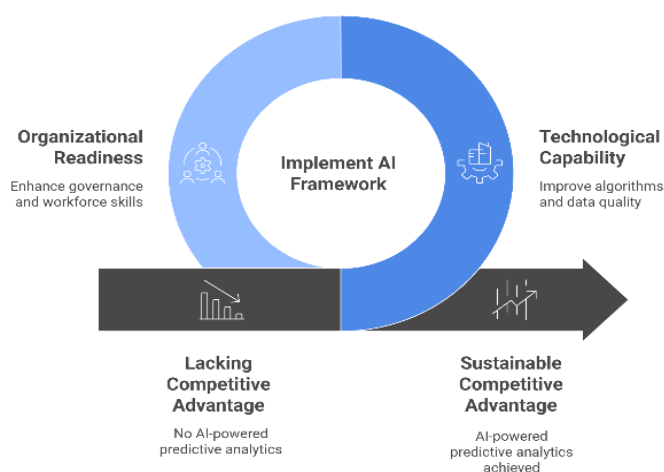 Organizational
Readiness
Enhance governance
and workforce skills
Implement AI
Framework
Technological
Capability
Improve algorithms
and data quality
Lacking
Competitive
Advantage
No AI-powered
predictive analytics
Sustainable
Competitive
Advantage
AI-powered
predictive analytics
achieved